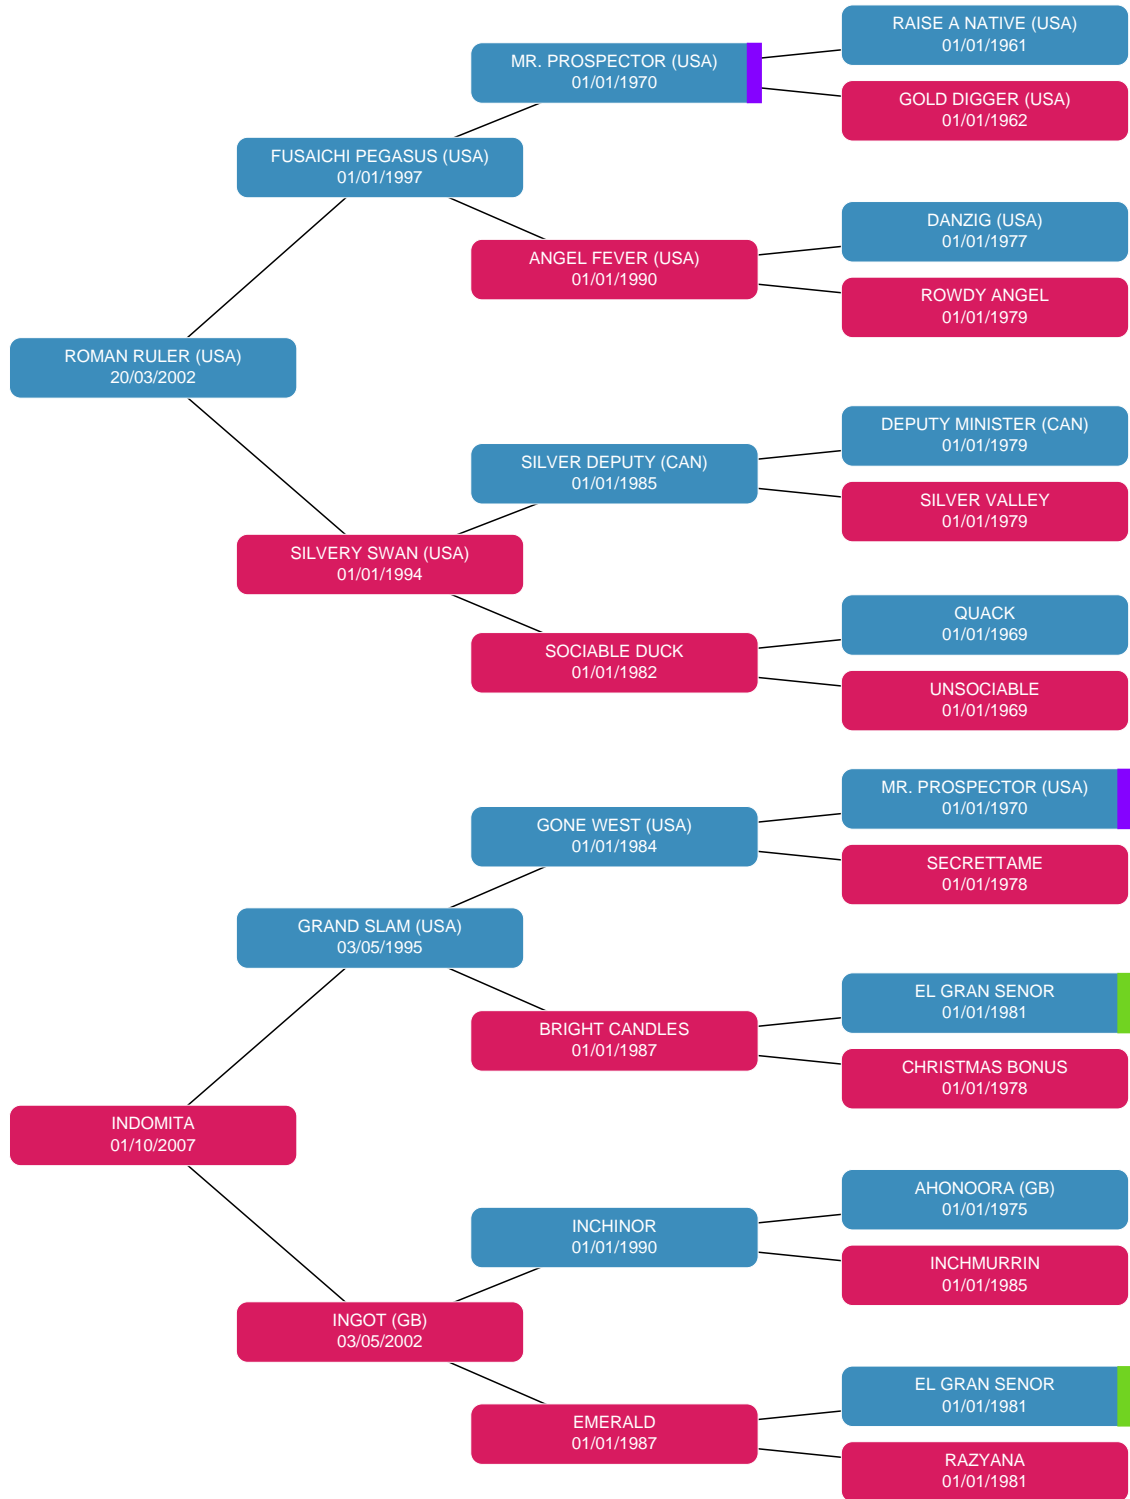 RAISE A NATIVE (USA)
01/01/1961
MR. PROSPECTOR (USA)
01/01/1970
GOLD DIGGER (USA)
01/01/1962
FUSAICHI PEGASUS (USA)
01/01/1997
DANZIG (USA)
01/01/1977
ANGEL FEVER (USA)
01/01/1990
ROWDY ANGEL
01/01/1979
ROMAN RULER (USA)
20/03/2002
DEPUTY MINISTER (CAN)
01/01/1979
SILVER DEPUTY (CAN)
01/01/1985
SILVER VALLEY
01/01/1979
SILVERY SWAN (USA)
01/01/1994
QUACK
01/01/1969
SOCIABLE DUCK
01/01/1982
UNSOCIABLE
01/01/1969
MR. PROSPECTOR (USA)
01/01/1970
GONE WEST (USA)
01/01/1984
SECRETTAME
01/01/1978
GRAND SLAM (USA)
03/05/1995
EL GRAN SENOR
01/01/1981
BRIGHT CANDLES
01/01/1987
CHRISTMAS BONUS
01/01/1978
INDOMITA
01/10/2007
AHONOORA (GB)
01/01/1975
INCHINOR
01/01/1990
INCHMURRIN
01/01/1985
INGOT (GB)
03/05/2002
EL GRAN SENOR
01/01/1981
EMERALD
01/01/1987
RAZYANA
01/01/1981